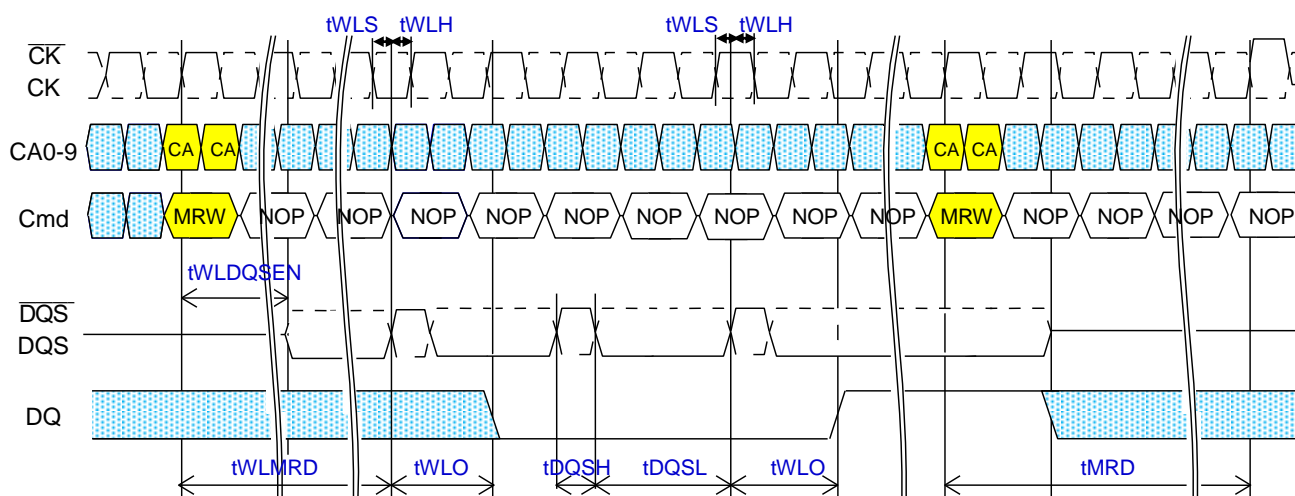 tWLS tWLH tWLS tWLH
CK
CK
CA0-9 CA CA CA CA
Cmd MRW NOP NOP NOP NOP NOP NOP NOP NOP NOP MRW NOP NOP NOP NOP
tWLDQSEN
DQS
DQS
DQ
tWLMRD tWLO tDQSH tDQSL tWLO tMRD